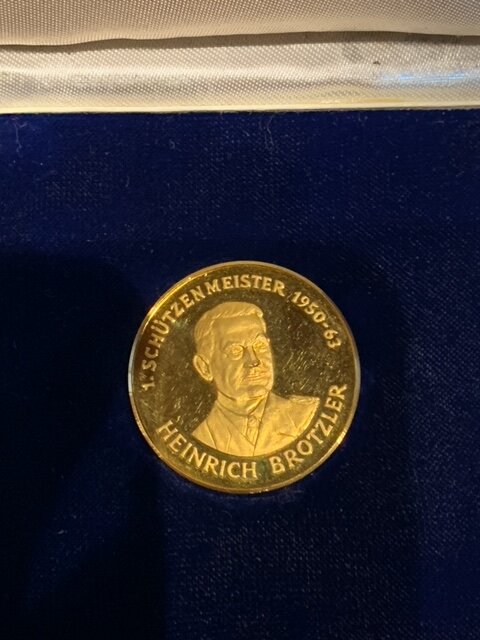 1. SCHÜTZENMEISTER 1950-63
HEINRICH BROTZLER